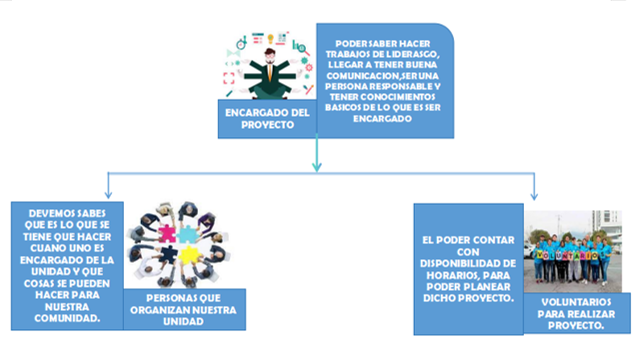 PODER SABER HACER
TRABAJOS DE LIDERASGO,
LLEGAR A TENER BUENA
COMUNICACION,SER UNA
PERSONA RESPONSABLE Y
TENER CONOCIMIENTOS
BASICOS DE LO QUE ES SER
ENCARGADO
ENCARGADO DEL
PROYECTO
DEVEMOS SABES
QUE ES LO QUE SE
TIENE QUE HACER
CUANO UNO ES
ENCARGADO DE LA
UNIDAD Y QUE
COSAS SE PUEDEN
HACER PARA
NUESTRA
COMUNIDAD.
PERSONAS QUE
ORGANIZAN NUESTRA
UNIDAD
EL PODER CONTAR
CON
DISPONIBILIDAD DE
HORARIOS, PARA
PODER PLANEAR
DICHO PROYECTO.
VOLUNTARIO
VOLUNTARIOS
PARA REALIZAR
PROYECTO.